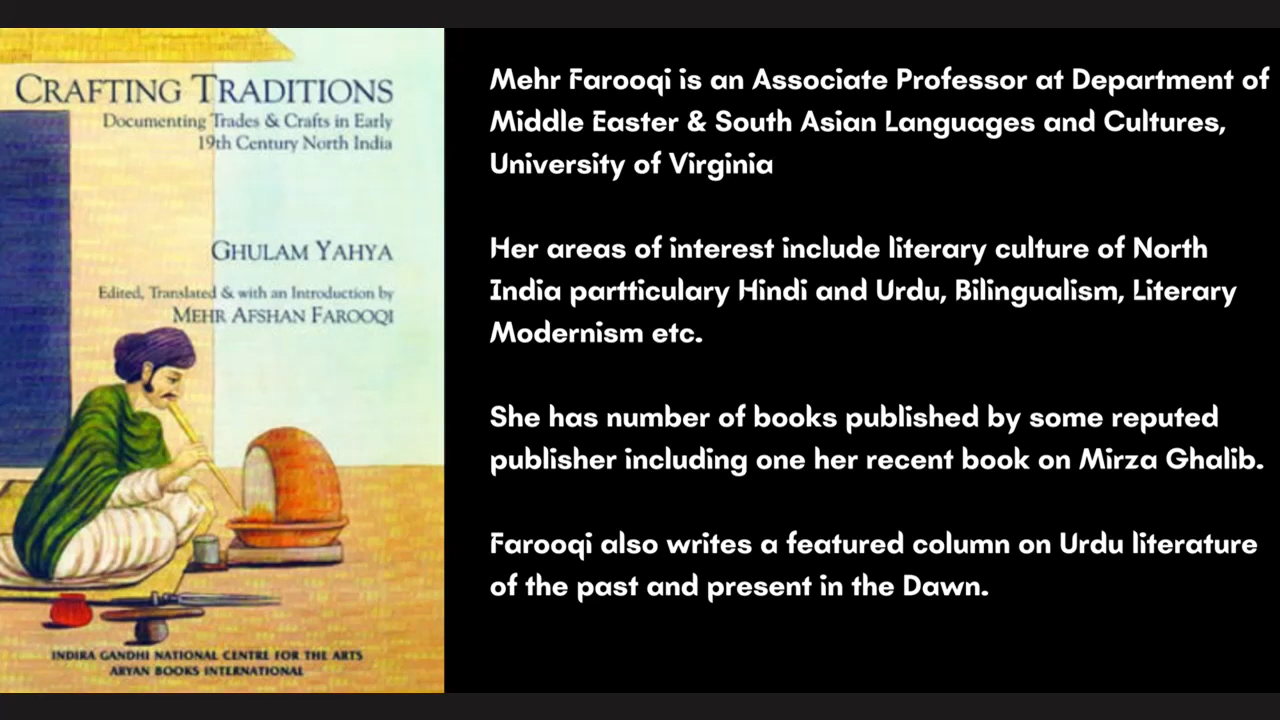 CRAFTING TRADITIONS
Documenting Trades & Crafts in Early
19th Century North India
GHULAM YAHYA
Edited, Translated & with an Introduction by
MEHR AFSHAN FAROOQI
INDIRA GANDHI NATIONAL CENTRE FOR THE ARTS
ARYAN BOOKS INTERNATIONAL
Mehr Farooqi is an Associate Professor at Department of
Middle Easter & South Asian Languages and Cultures,
University of Virginia
Her areas of interest include literary culture of North
India partticulary Hindi and Urdu, Bilingualism, Literary
Modernism etc.
She has number of books published by some reputed
publisher including one her recent book on Mirza Ghalib.
Farooqi also writes a featured column on Urdu literature
of the past and present in the Dawn.